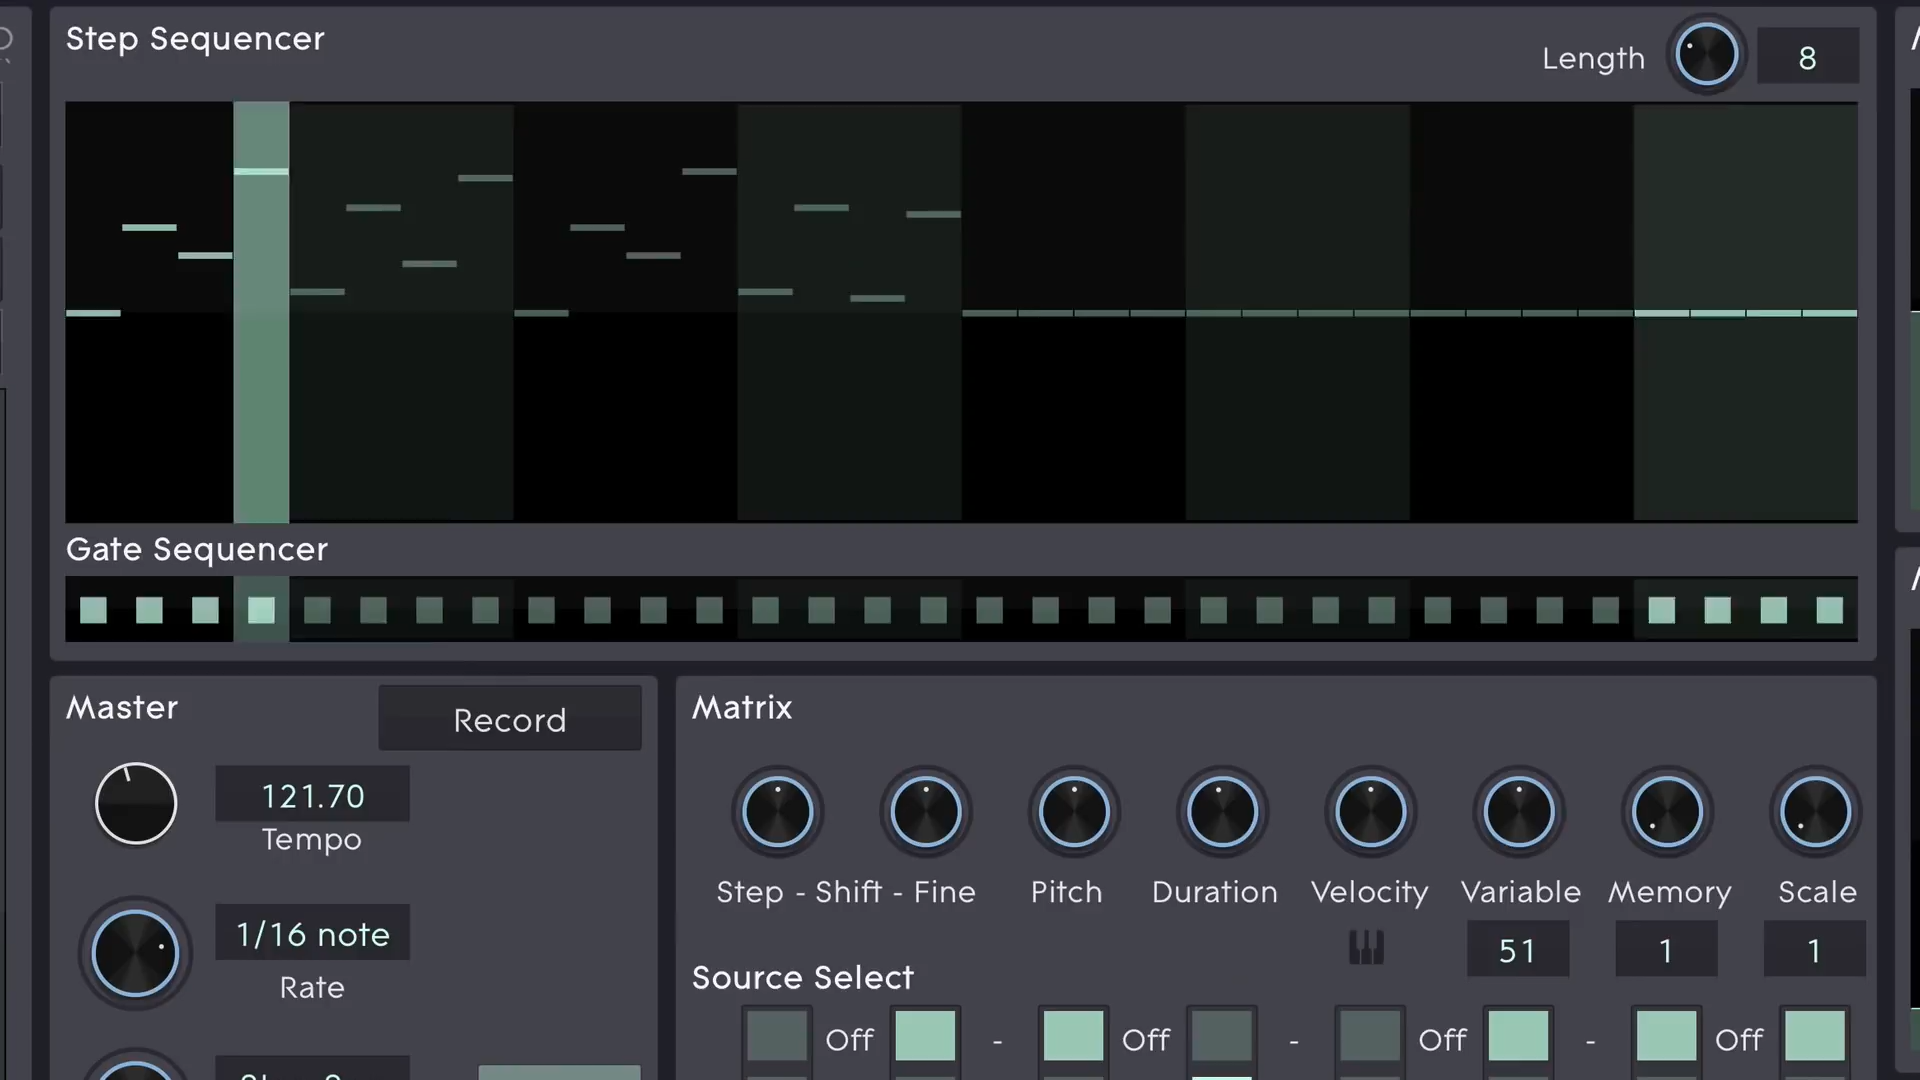 Step Sequencer
Length 8
Gate Sequencer
Master
Record
Matrix
121.70
Tempo
Step - Shift - Fine Pitch Duration Velocity Variable Memory Scale
1/16 note
51 1 1
Rate
Source Select
Off - Off - Off - Off